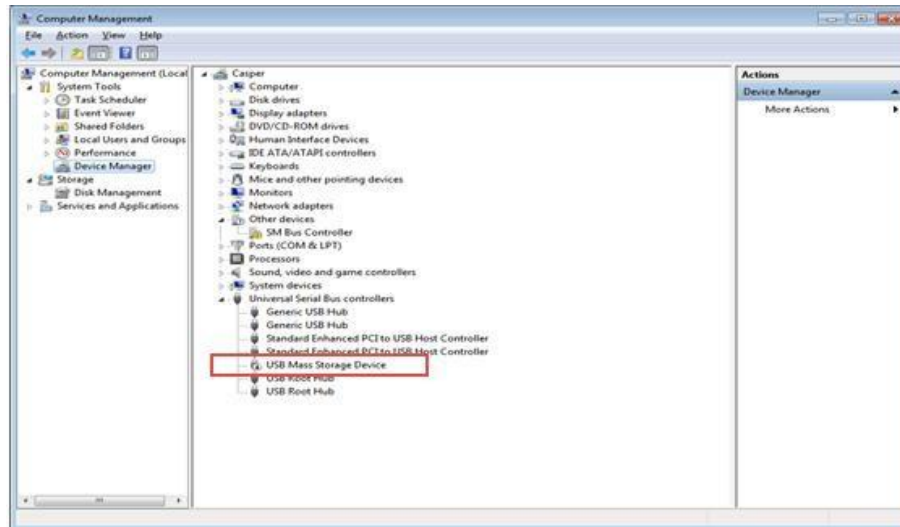 Computer Management
File Action View Help
Computer Management (Local
System Tools
Task Scheduler
Event Viewer
Shared Folders
Local Users and Groups
Performance
Device Manager
Storage
Disk Management
Services and Applications
Casper
Computer
Disk drives
Display adapters
DVD/CD-ROM drives
Human Interface Devices
IDE ATA/ATAPI controllers
Keyboards
Mice and other pointing devices
Monitors
Network adapters
Other devices
SM Bus Controller
Ports (COM & LPT)
Processors
Sound, video and game controllers
System devices
Universal Serial Bus controllers
Generic USB Hub
Generic USB Hub
Standard Enhanced PCI to USB Host Controller
Standard Enhanced PCI to USB Host Controller
USB Mass Storage Device
USB Root Hub
USB Root Hub
Actions
Device Manager
More Actions